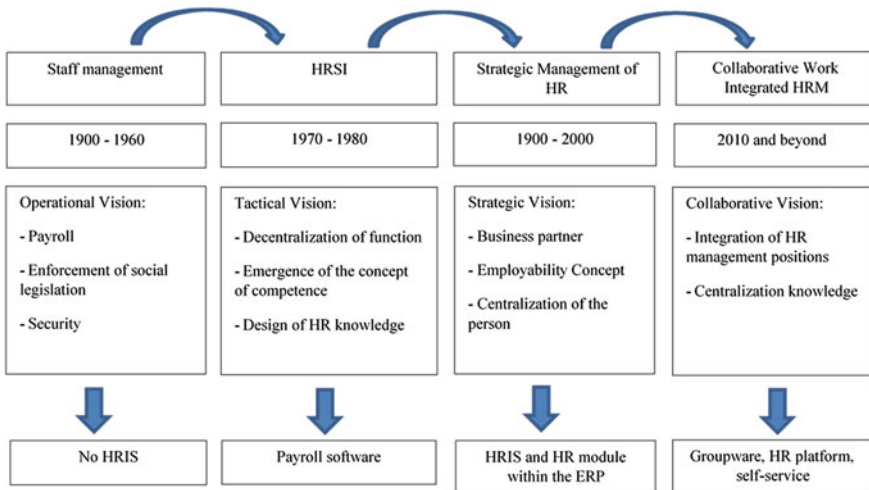 Staff management
HRSI
Strategic Management of
HR
Collaborative Work
Integrated HRM
1900 - 1960
1970 - 1980
1900 - 2000
2010 and beyond
Operational Vision:
- Payroll
- Enforcement of social
legislation
- Security
Tactical Vision:
- Decentralization of function
- Emergence of the concept
of competence
- Design of HR knowledge
Strategic Vision:
- Business partner
- Employability Concept
- Centralization of the
person
Collaborative Vision:
- Integration of HR
management positions
- Centralization knowledge
No HRIS
Payroll software
HRIS and HR module
within the ERP
Groupware, HR platform,
self-service